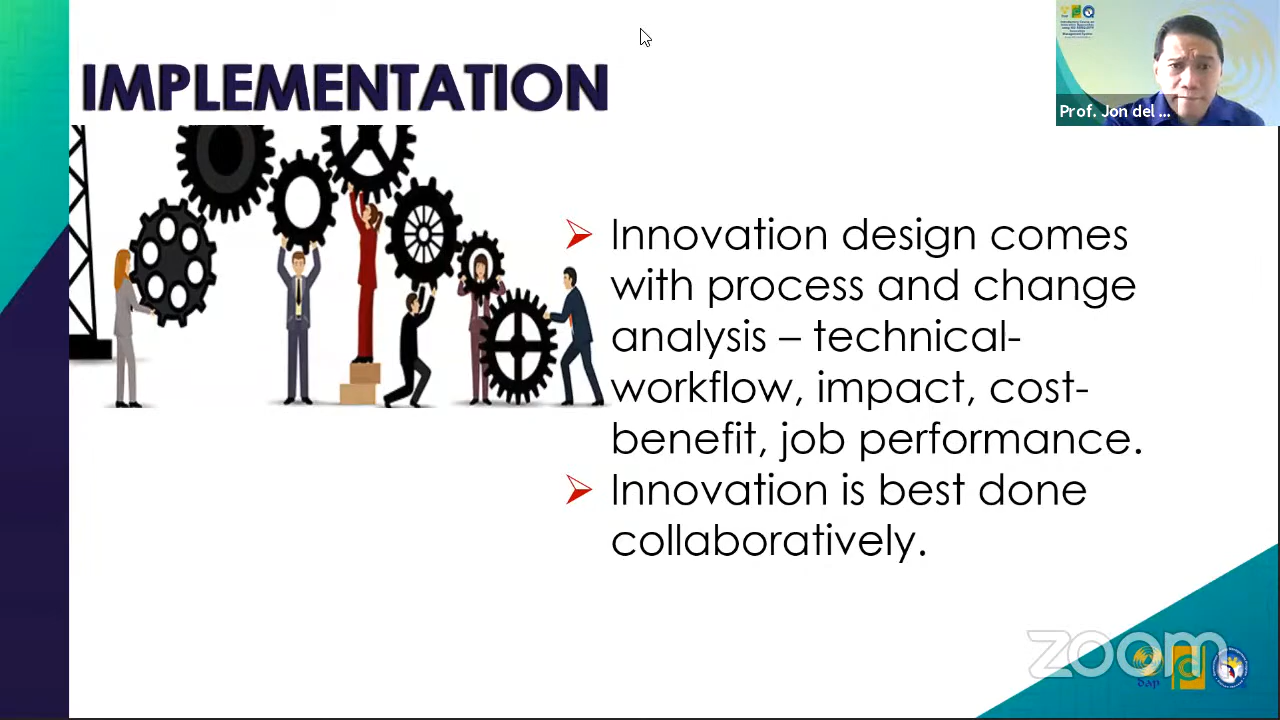 IMPLEMENTATION
Prof. Jon del ...
Innovation design comes
with process and change
analysis – technical-
workflow, impact, cost-
benefit, job performance.
Innovation is best done
collaboratively.
zoom
dap